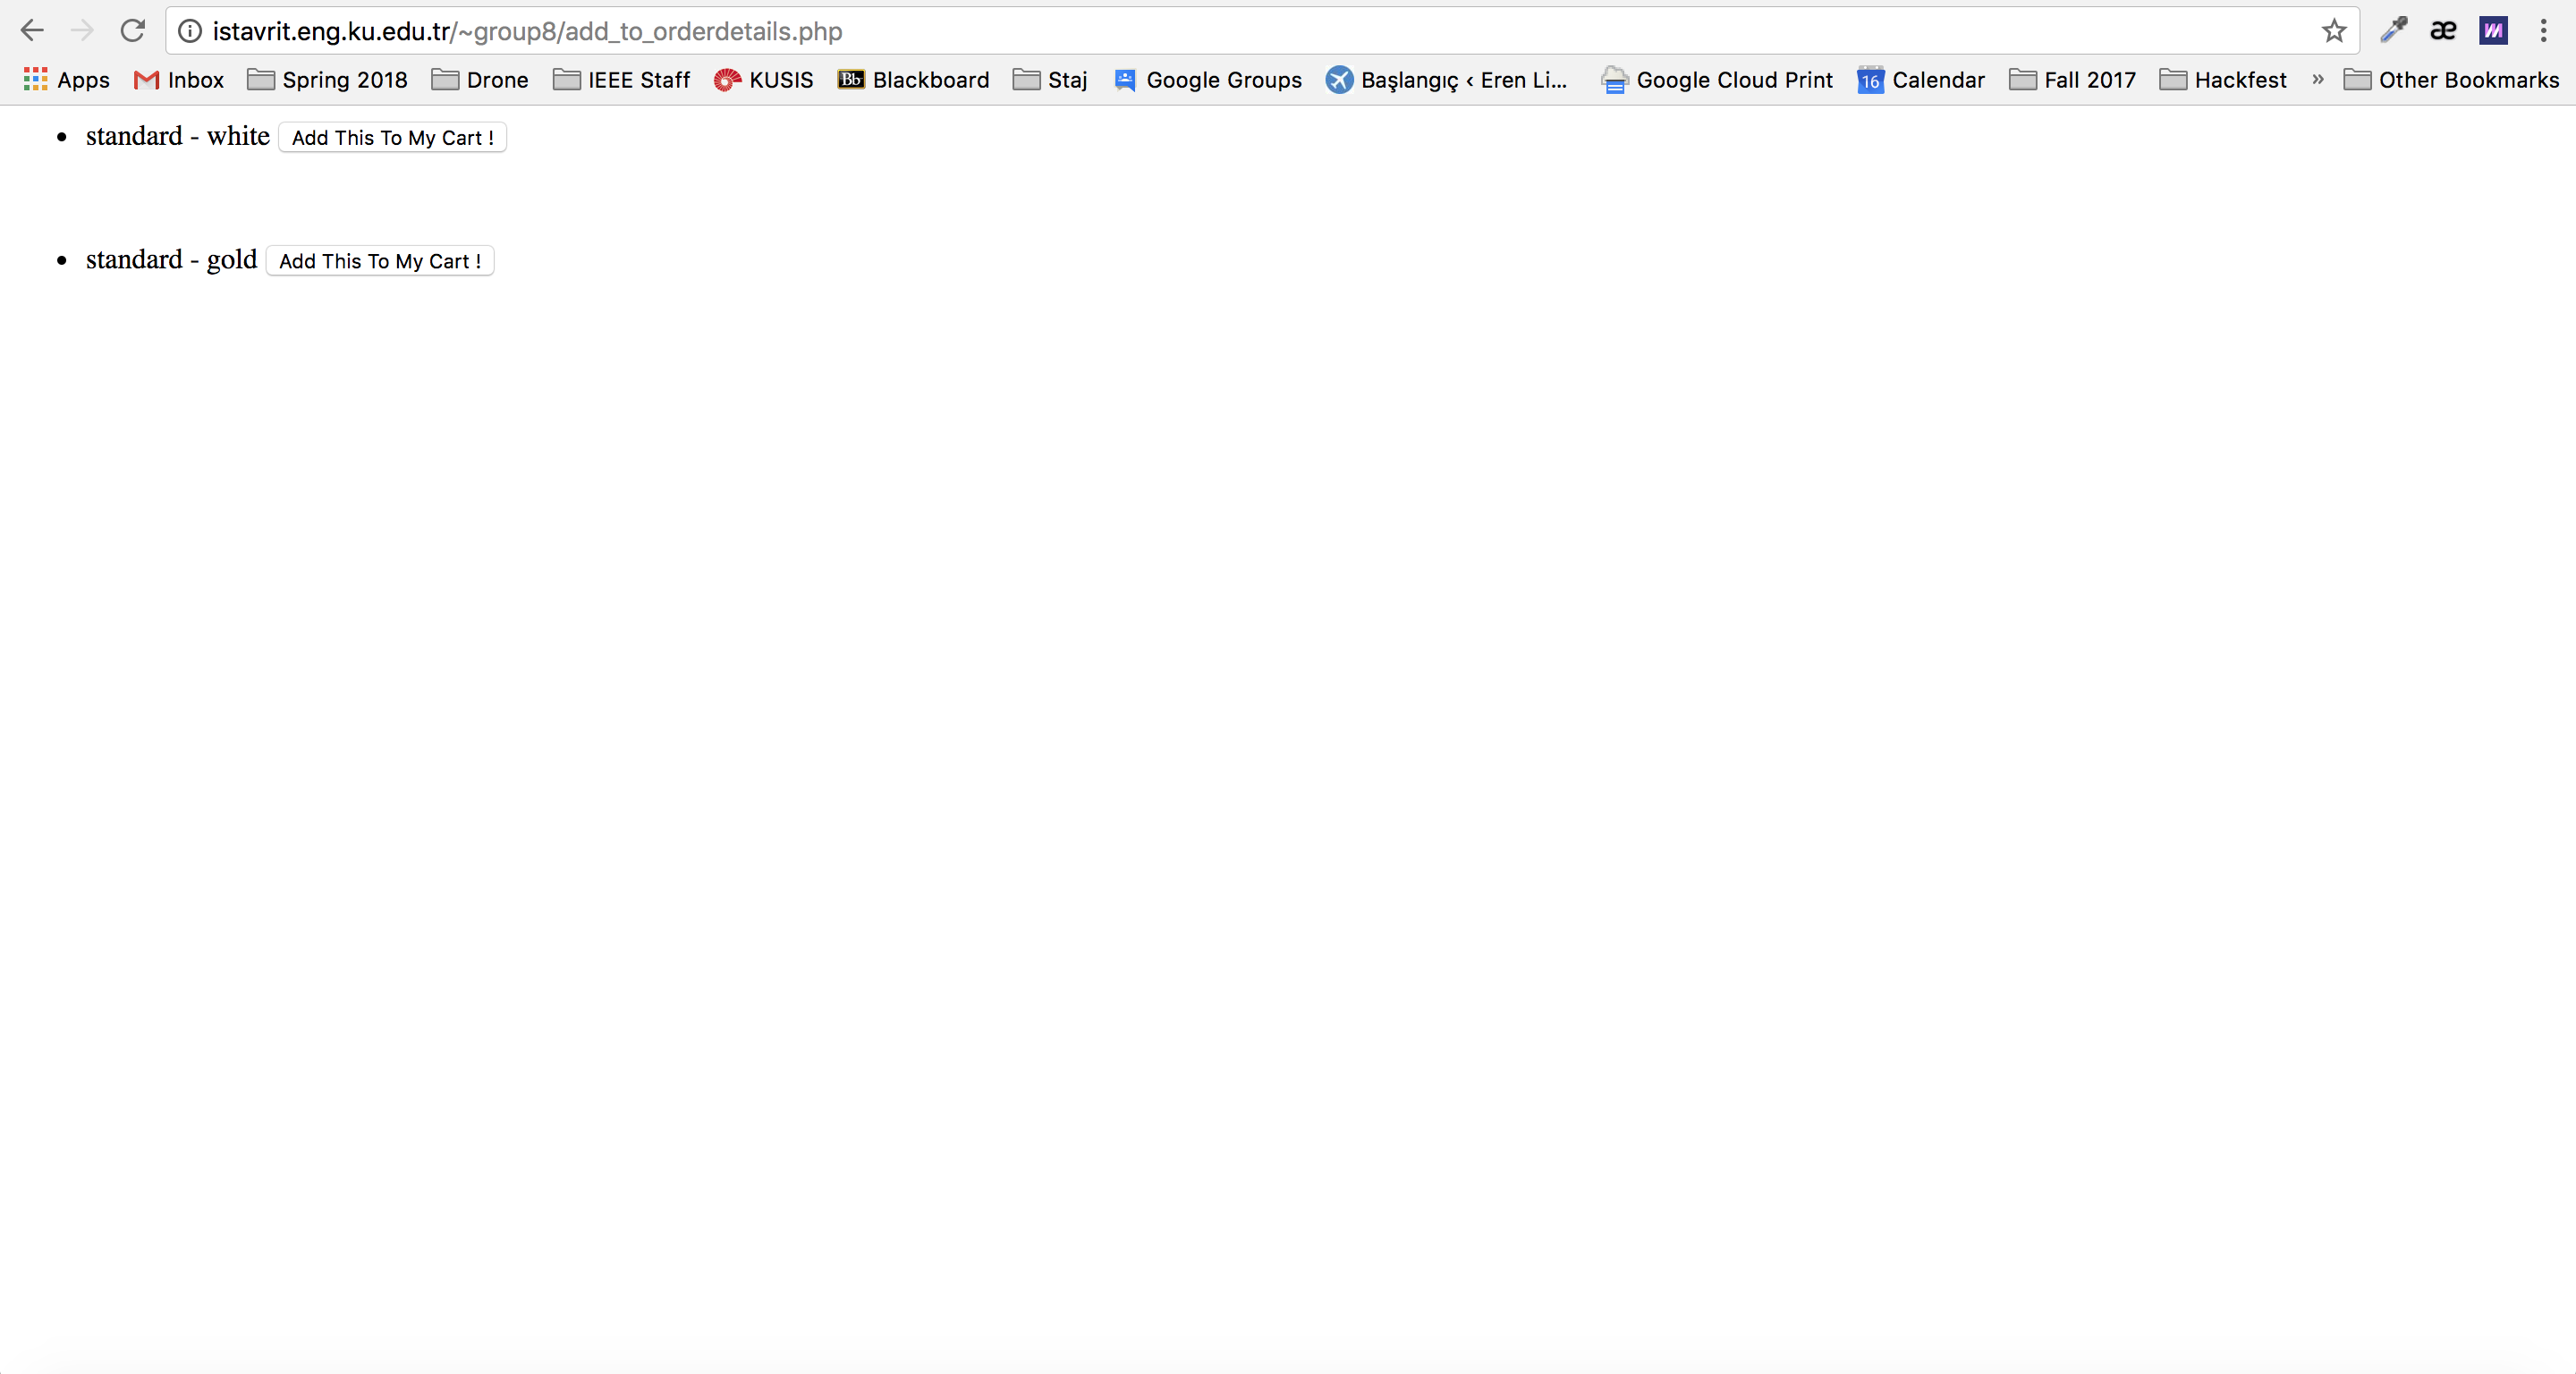 istavrit.eng.ku.edu.tr/~group8/add_to_orderdetails.php
Apps Inbox Spring 2018 Drone IEEE Staff KUSIS Bb Blackboard Staj Google Groups Başlangıç ‹ Eren Li... Google Cloud Print 16 Calendar Fall 2017 Hackfest » Other Bookmarks
• standard - white Add This To My Cart !
• standard - gold Add This To My Cart !